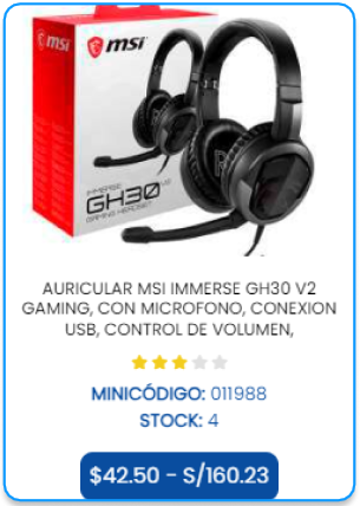 msi
msi
IMMERSE
GH30 V2
GAMING HEADSET
R
AURICULAR MSI IMMERSE GH30 V2
GAMING, CON MICROFONO, CONEXION
USB, CONTROL DE VOLUMEN,
MINICÓDIGO: 011988
STOCK: 4
$42.50 - S/160.23